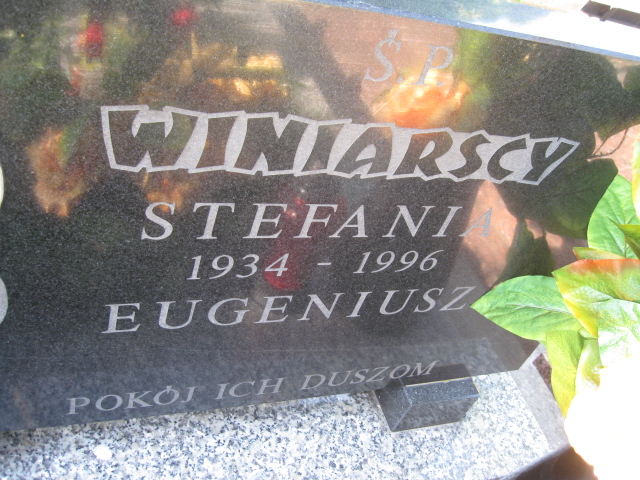 Ś.P.
WINIARSCY
STEFANIA
1934 - 1996
EUGENIUSZ
POKÓJ ICH DUSZOM